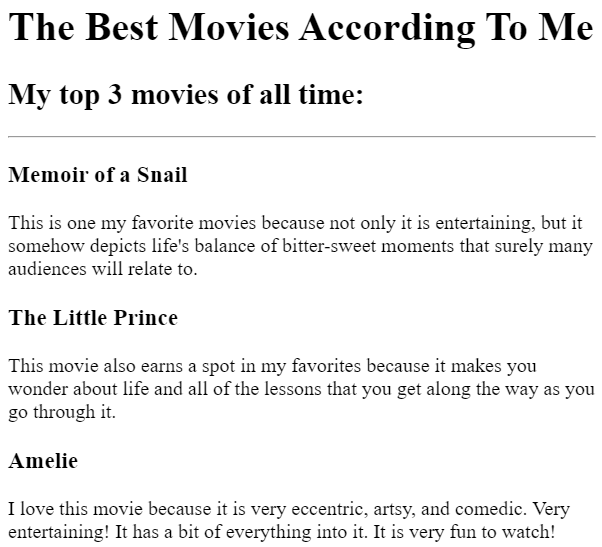 The Best Movies According To Me
My top 3 movies of all time:
Memoir of a Snail
This is one my favorite movies because not only it is entertaining, but it
somehow depicts life's balance of bitter-sweet moments that surely many
audiences will relate to.
The Little Prince
This movie also earns a spot in my favorites because it makes you
wonder about life and all of the lessons that you get along the way as you
go through it.
Amelie
I love this movie because it is very eccentric, artsy, and comedic. Very
entertaining! It has a bit of everything into it. It is very fun to watch!